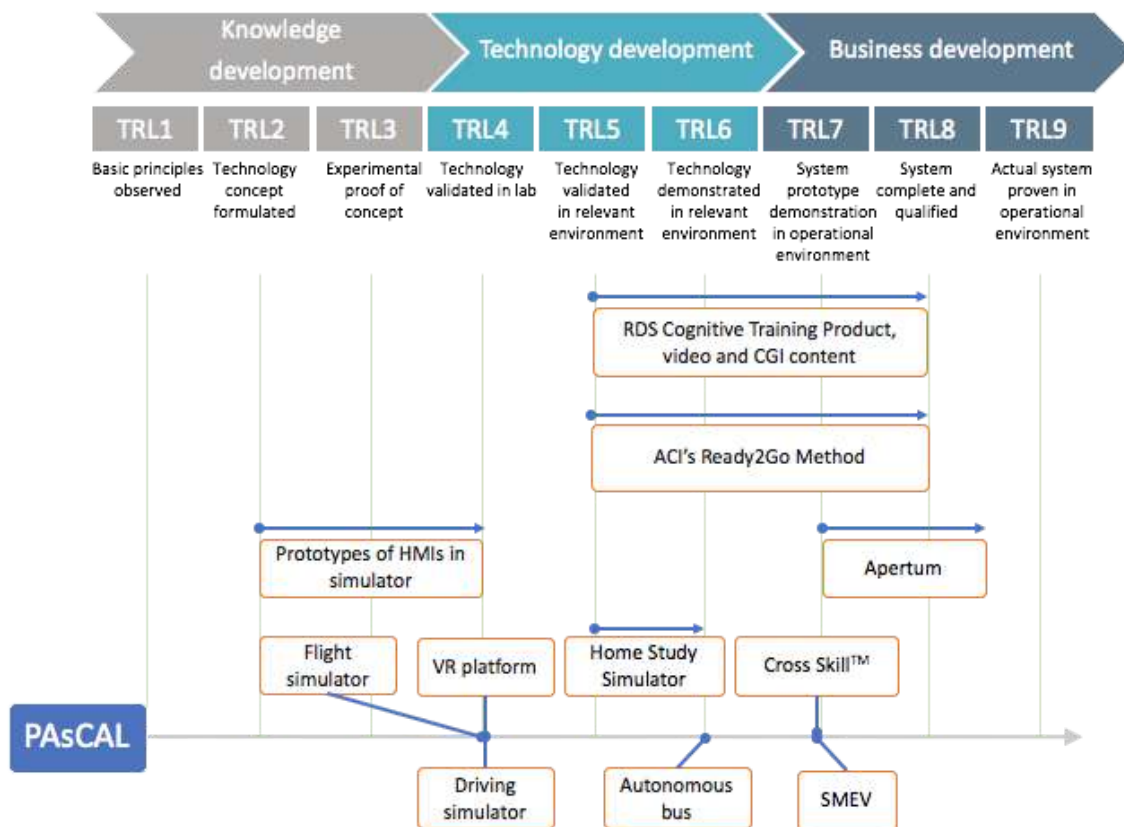 Knowledge
development
Technology development
Business development
TRL1
TRL2
TRL3
TRL4
TRL5
TRL6
TRL7
TRL8
TRL9
Basic principles
observed
Technology
concept
formulated
Experimental
proof of
concept
Technology
validated in lab
Technology
validated
in relevant
environment
Technology
demonstrated
in relevant
environment
System
prototype
demonstration
in operational
environment
System
complete and
qualified
Actual system
proven in
operational
environment
RDS Cognitive Training Product,
video and CGI content
ACI's Ready2Go Method
Prototypes of HMIs in
simulator
Apertum
Flight
simulator
VR platform
Home Study
Simulator
Cross Skill™
PAsCAL
Driving
simulator
Autonomous
bus
SMEV